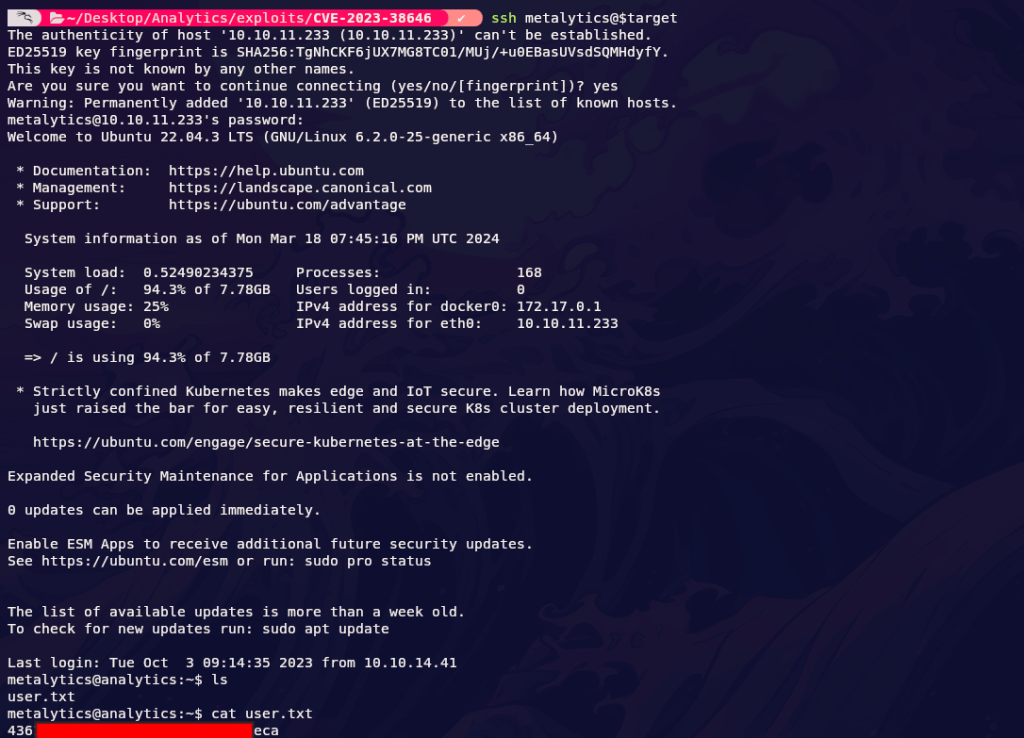 ~/Desktop/Analytics/exploits/CVE-2023-38646 ✓ ssh metalytics@$target
The authenticity of host '10.10.11.233 (10.10.11.233)' can't be established.
ED25519 key fingerprint is SHA256:TgNhCKF6jUX7MG8TC01/MUj/+u0EBasUVsdSQMHdyfY.
This key is not known by any other names.
Are you sure you want to continue connecting (yes/no/[fingerprint])? yes
Warning: Permanently added '10.10.11.233' (ED25519) to the list of known hosts.
metalytics@10.10.11.233's password:
Welcome to Ubuntu 22.04.3 LTS (GNU/Linux 6.2.0-25-generic x86_64)
* Documentation:  https://help.ubuntu.com
* Management:     https://landscape.canonical.com
* Support:        https://ubuntu.com/advantage
System information as of Mon Mar 18 07:45:16 PM UTC 2024
System load:  0.52490234375     Processes:                168
Usage of /:   94.3% of 7.78GB   Users logged in:          0
Memory usage: 25%               IPv4 address for docker0: 172.17.0.1
Swap usage:   0%                IPv4 address for eth0:    10.10.11.233
=> / is using 94.3% of 7.78GB
* Strictly confined Kubernetes makes edge and IoT secure. Learn how MicroK8s
just raised the bar for easy, resilient and secure K8s cluster deployment.
https://ubuntu.com/engage/secure-kubernetes-at-the-edge
Expanded Security Maintenance for Applications is not enabled.
0 updates can be applied immediately.
Enable ESM Apps to receive additional future security updates.
See https://ubuntu.com/esm or run: sudo pro status
The list of available updates is more than a week old.
To check for new updates run: sudo apt update
Last login: Tue Oct  3 09:14:35 2023 from 10.10.14.41
metalytics@analytics:~$ ls
user.txt
metalytics@analytics:~$ cat user.txt
436 eca